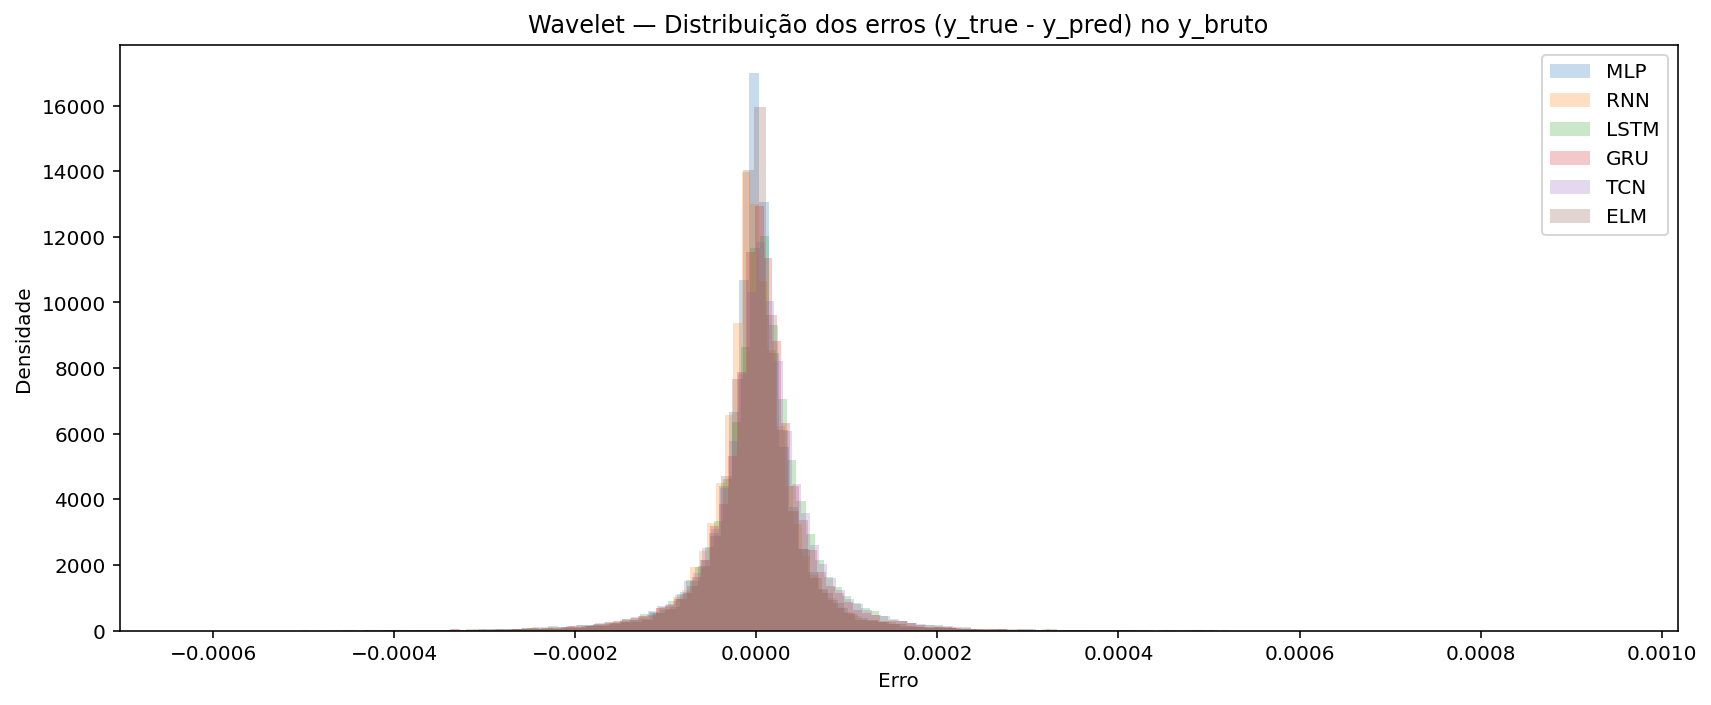 Wavelet — Distribuição dos erros (y_true - y_pred) no y_bruto
MLP
RNN
LSTM
GRU
TCN
ELM
Densidade
16000
14000
12000
10000
8000
6000
4000
2000
0
−0.0006 −0.0004 −0.0002 0.0000 0.0002 0.0004 0.0006 0.0008 0.0010
Erro